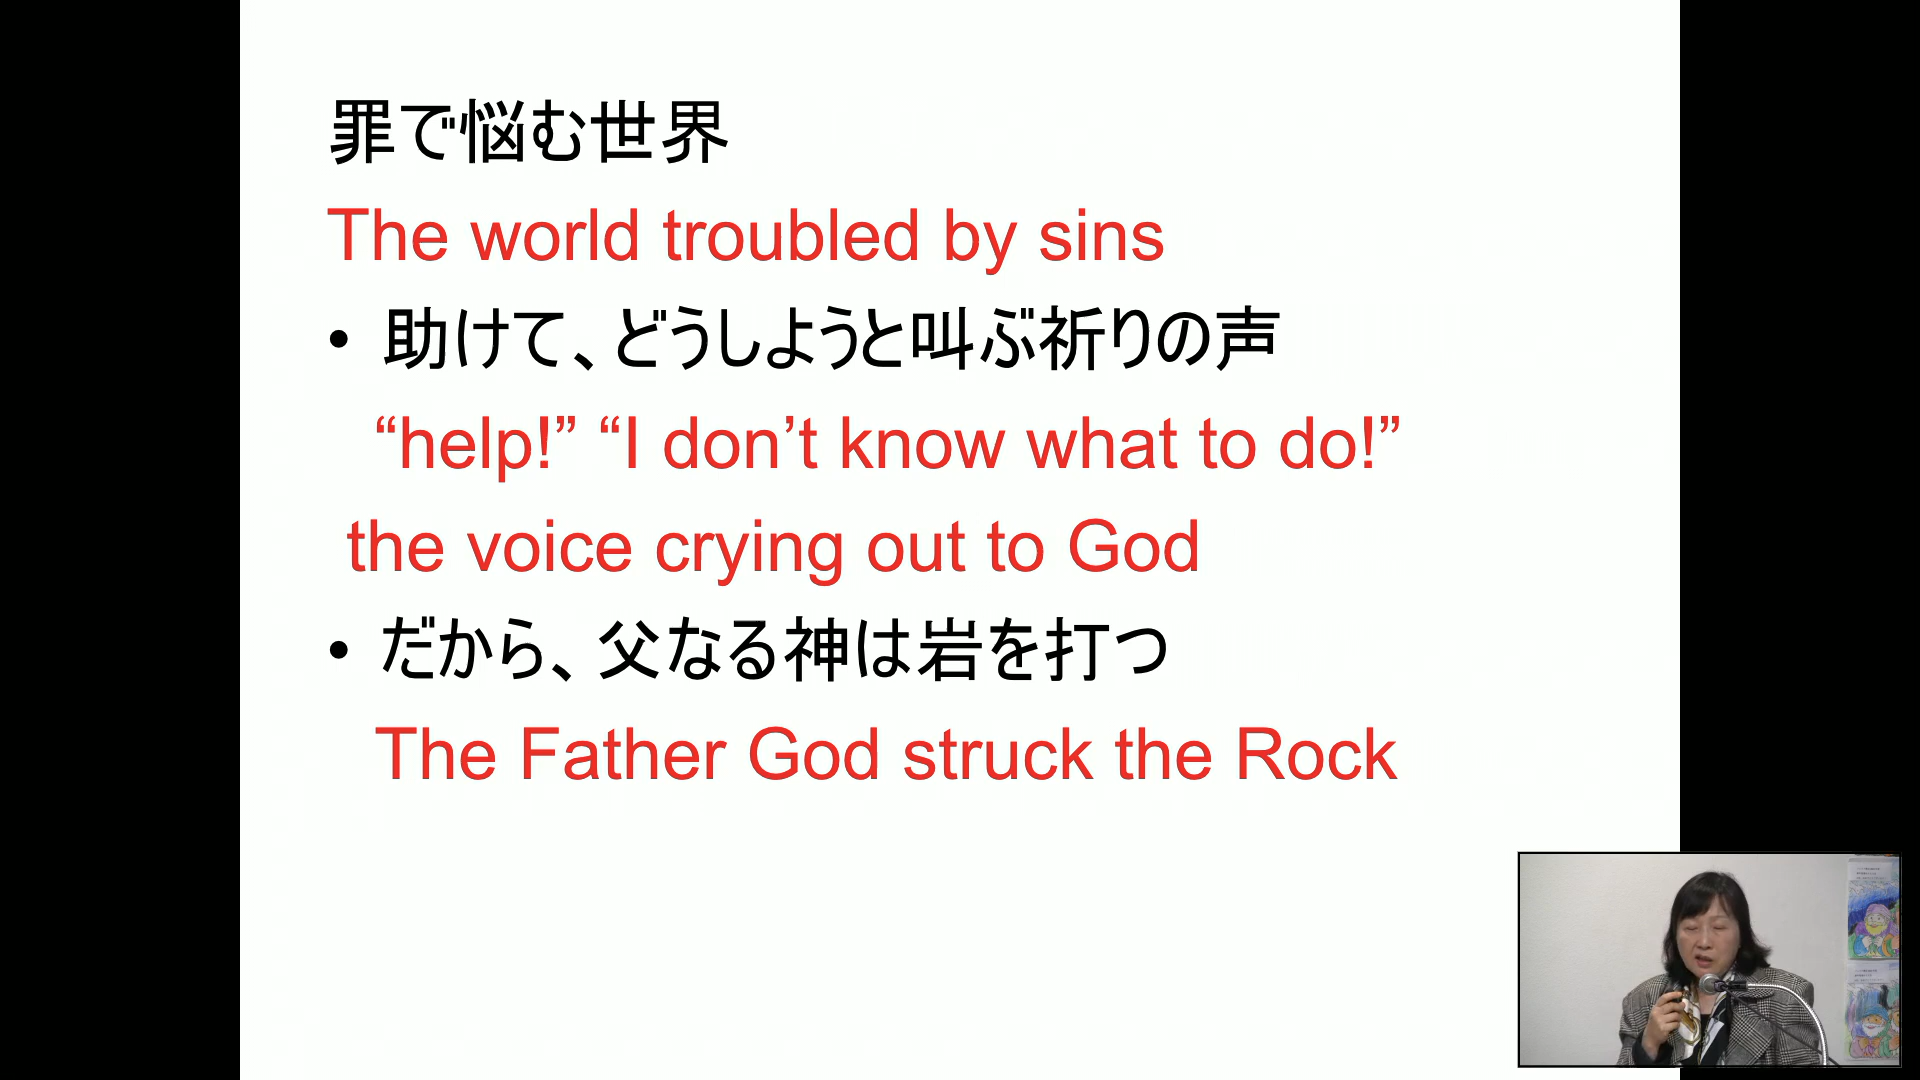 罪で悩む世界
The world troubled by sins
• 助けて、どうしようと叫ぶ祈りの声
“help!” “I don’t know what to do!”
the voice crying out to God
• だから、父なる神は岩を打つ
The Father God struck the Rock